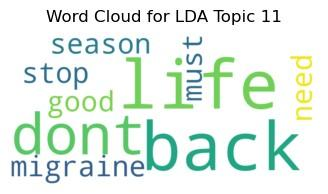 Word Cloud for LDA Topic 11
season
must
stop
life
need
good
dont
back
migraine